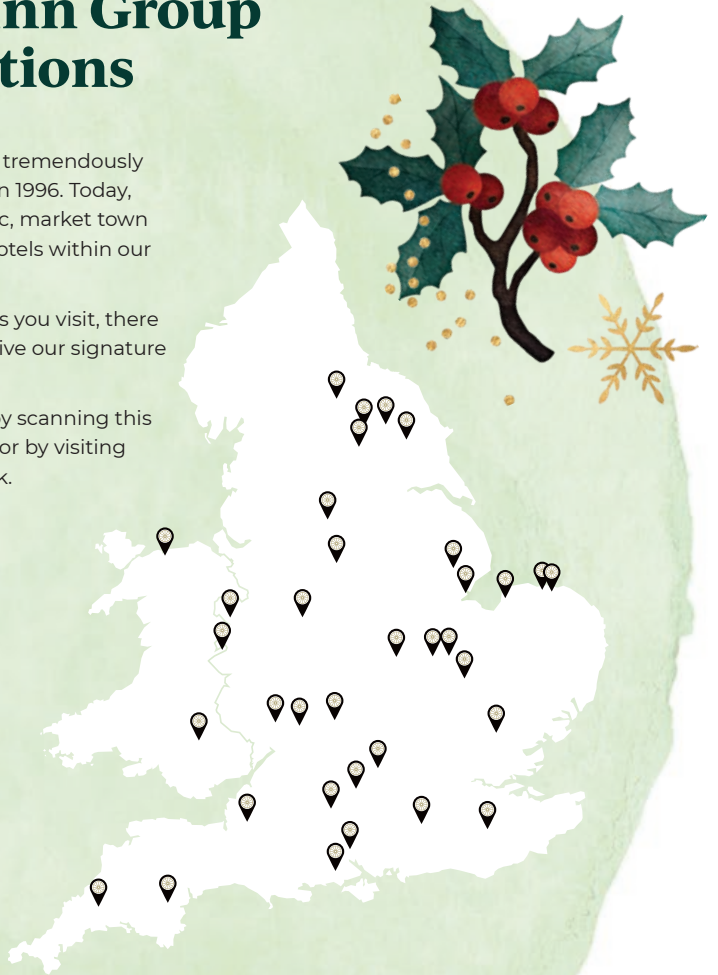 nn Group
tions
tremendously
n 1996. Today,
c, market town
otels within our
s you visit, there
ive our signature
by scanning this
or by visiting
k.